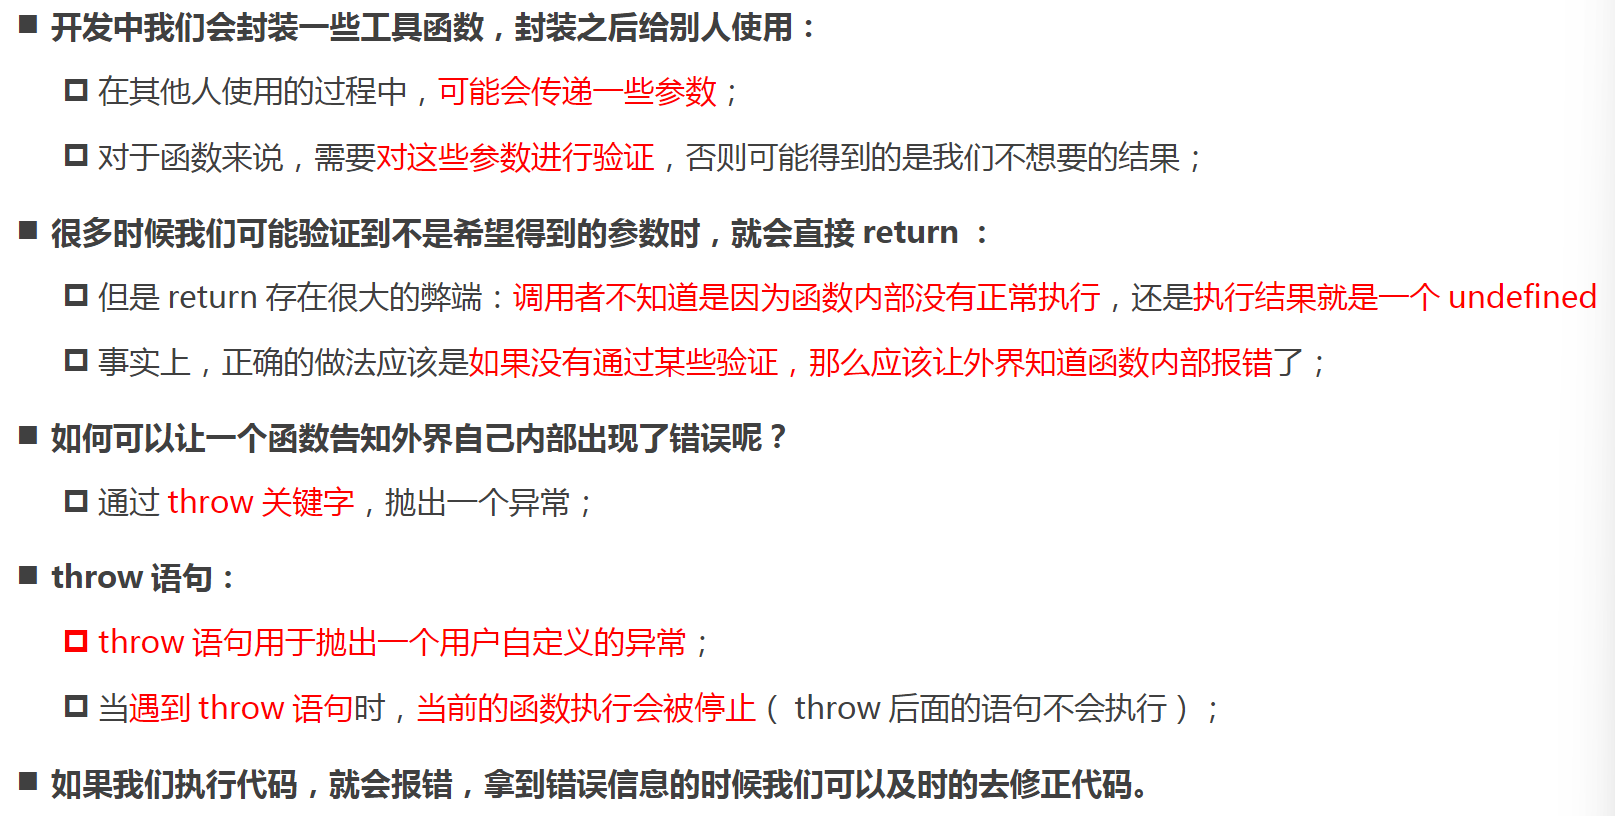 开发中我们会封装一些工具函数，封装之后给别人使用：
在其他人使用的过程中，可能会传递一些参数；
对于函数来说，需要对这些参数进行验证，否则可能得到的是我们不想要的结果；
很多时候我们可能验证到不是希望得到的参数时，就会直接 return ：
但是 return 存在很大的弊端：调用者不知道是因为函数内部没有正常执行，还是执行结果就是一个 undefined
事实上，正确的做法应该是如果没有通过某些验证，那么应该让外界知道函数内部报错了；
如何可以让一个函数告知外界自己内部出现了错误呢？
通过 throw 关键字，抛出一个异常；
throw 语句：
throw 语句用于抛出一个用户自定义的异常；
当遇到 throw 语句时，当前的函数执行会被停止（ throw 后面的语句不会执行）；
如果我们执行代码，就会报错，拿到错误信息的时候我们可以及时的去修正代码。